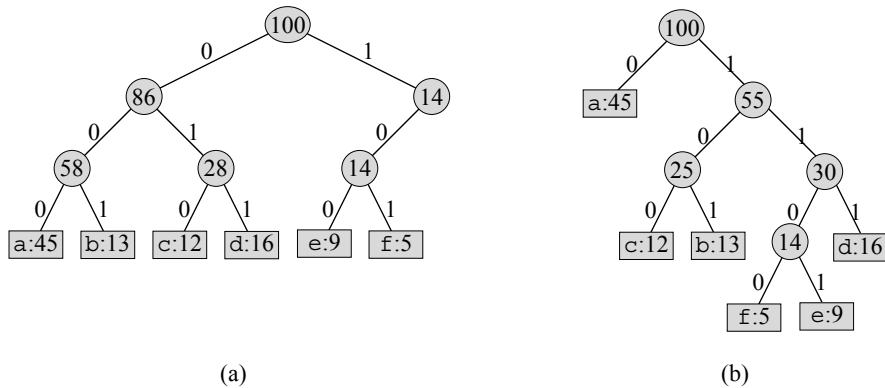 100
0 1
86 14
0 1 0
58 28 14
0 1 0 1 0 1
a:45 b:13 c:12 d:16 e:9 f:5
(a)
100
0 1
a:45 55
0 1
25 30
0 1 0 1
c:12 b:13 14 d:16
0 1
f:5 e:9
(b)